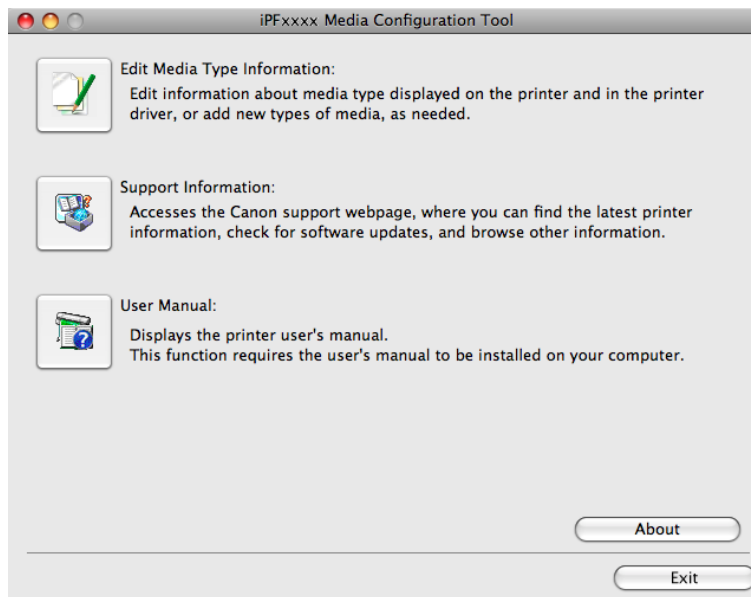 iPFxxxx Media Configuration Tool
Edit Media Type Information:
Edit information about media type displayed on the printer and in the printer
driver, or add new types of media, as needed.
Support Information:
Accesses the Canon support webpage, where you can find the latest printer
information, check for software updates, and browse other information.
User Manual:
Displays the printer user's manual.
This function requires the user's manual to be installed on your computer.
About
Exit